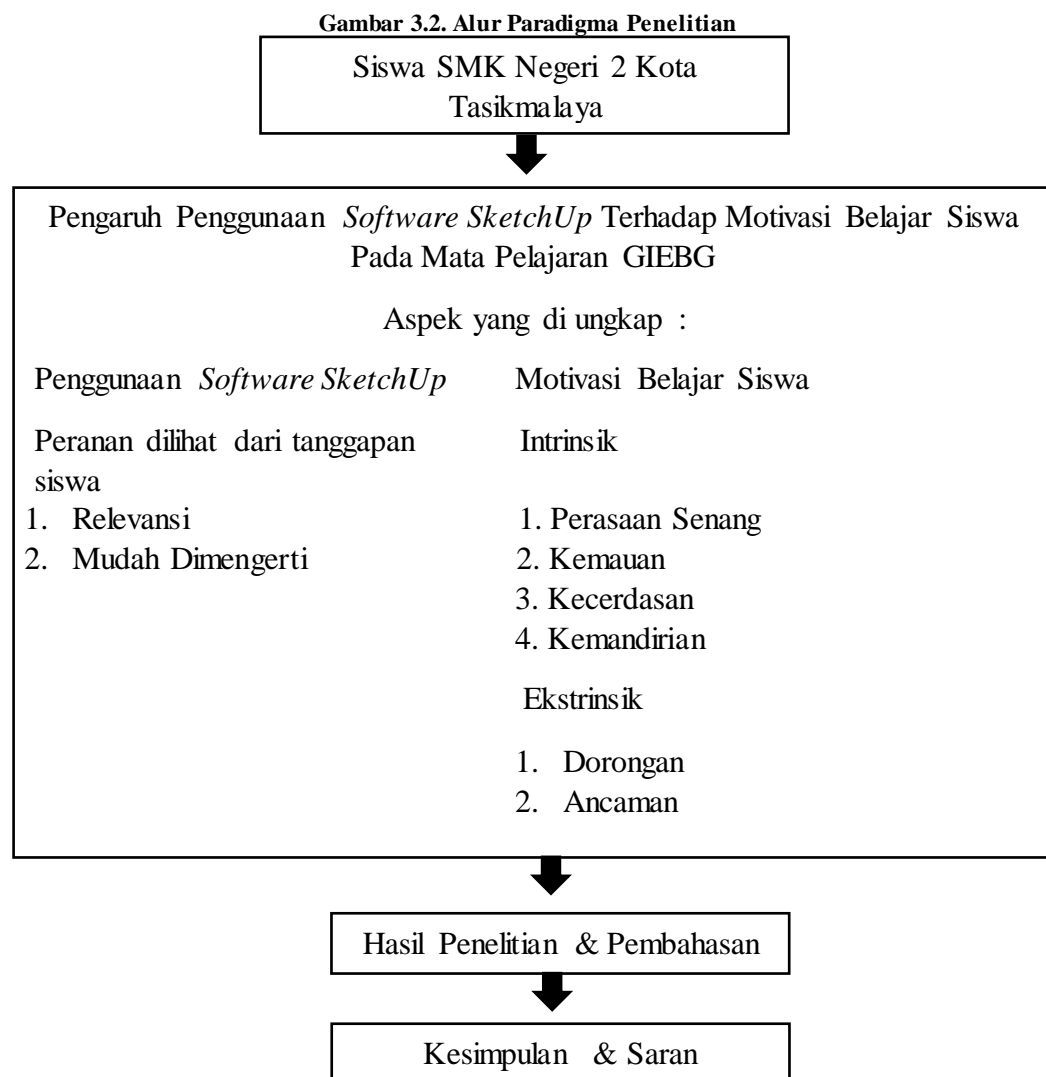 Gambar 3.2. Alur Paradigma Penelitian
Siswa SMK Negeri 2 Kota
Tasikmalaya
Pengaruh Penggunaan Software SketchUp Terhadap Motivasi Belajar Siswa
Pada Mata Pelajaran GIEBG
Aspek yang di ungkap :
Penggunaan Software SketchUp
Peranan dilihat dari tanggapan
siswa
1. Relevansi
2. Mudah Dimengerti
Motivasi Belajar Siswa
Intrinsik
1. Perasaan Senang
2. Kemauan
3. Kecerdasan
4. Kemandirian
Ekstrinsik
1. Dorongan
2. Ancaman
Hasil Penelitian & Pembahasan
Kesimpulan & Saran